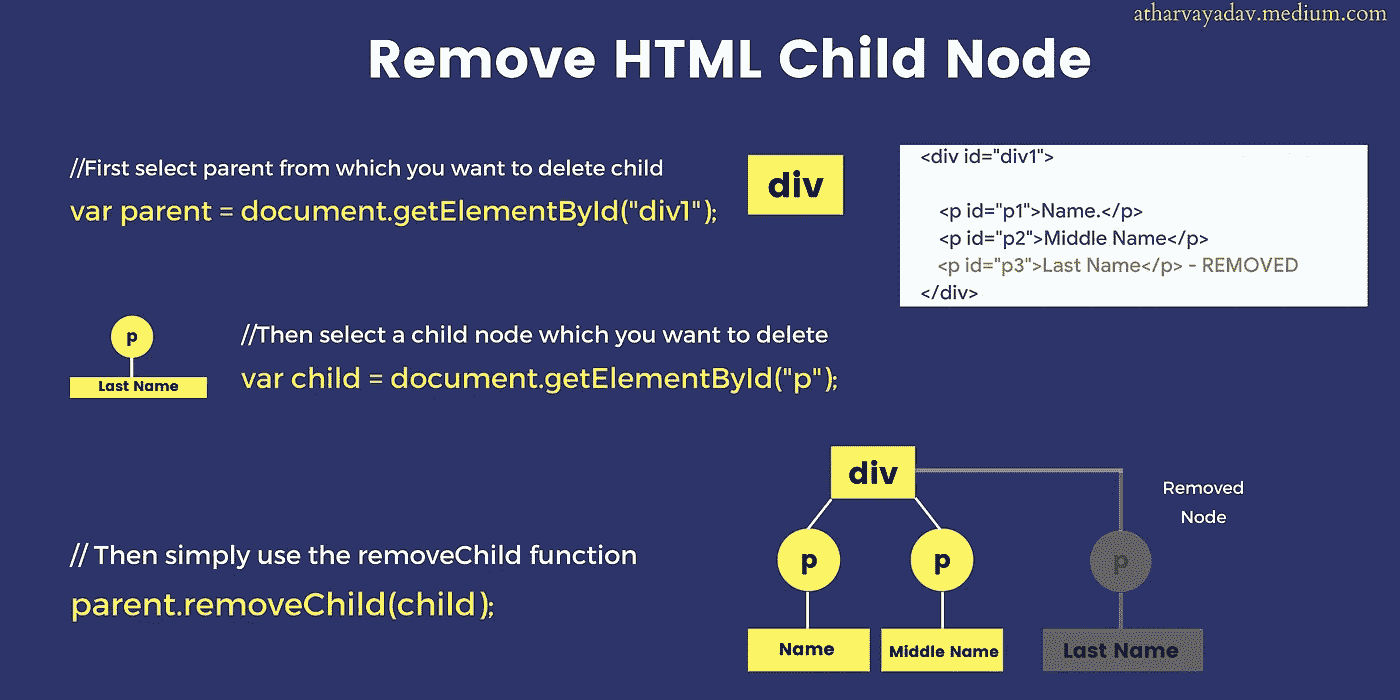 atharvayadav.medium.com
Remove HTML Child Node
//First select parent from which you want to delete child
var parent = document.getElementById("div1");
div
<div id="div1">
<p id="p1">Name.</p>
<p id="p2">Middle Name</p>
<p id="p3">Last Name</p> - REMOVED
</div>
p
Last Name
//Then select a child node which you want to delete
var child = document.getElementById("p");
// Then simply use the removeChild function
parent.removeChild(child);
div
Removed
Node
p
p
p
Name
Middle Name
Last Name